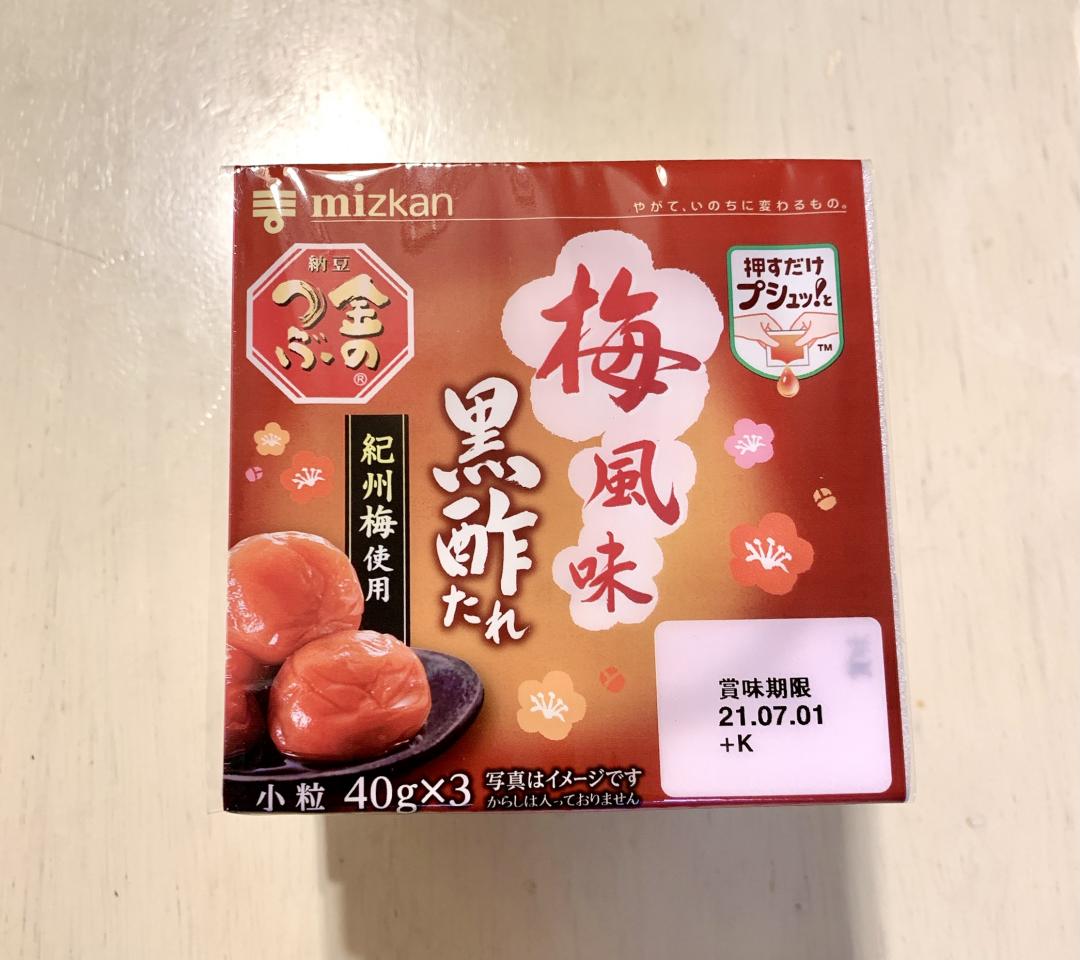 mizkan
やがて、いのちに変わるもの。
納豆
金の
つぶ®
押すだけ
プシュッ!と
TM
梅風味
黒酢たれ
紀州梅使用
賞味期限
21.07.01
+K
小粒 40g×3
写真はイメージです
からしは入っておりません